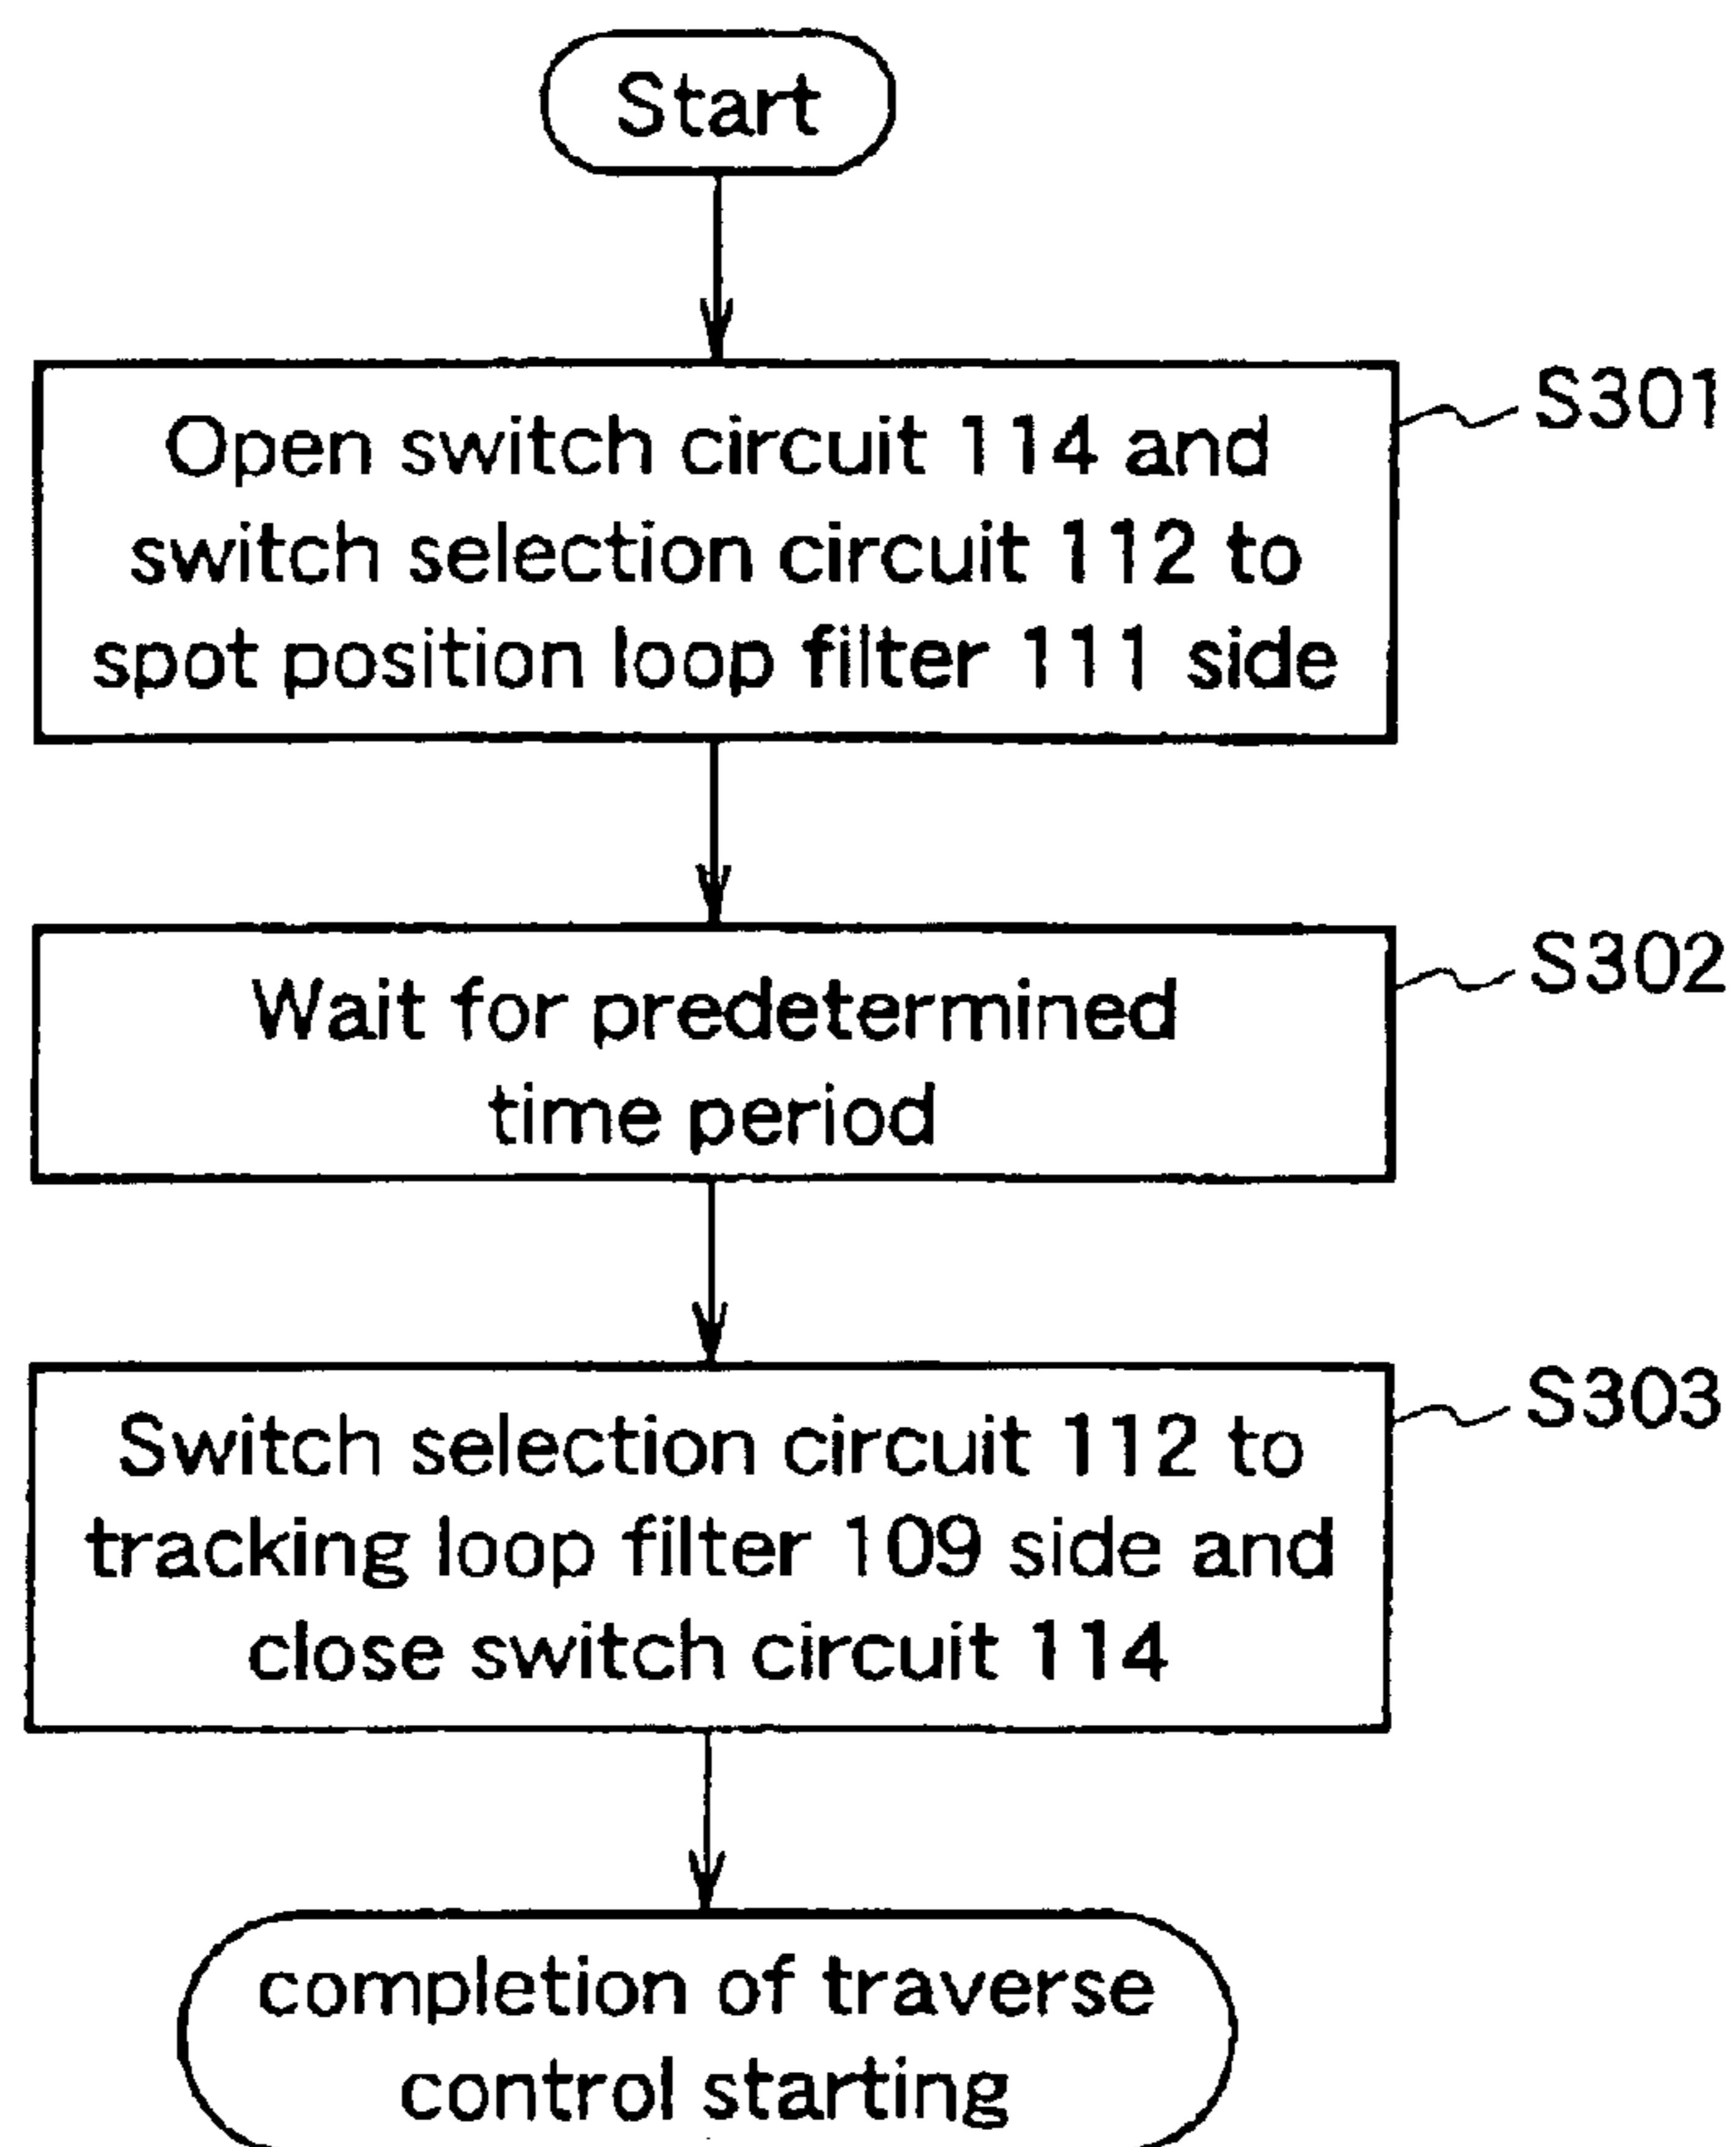 Start
S301
Open switch circuit 114 and
switch selection circuit 112 to
spot position loop filter 111 side
S302
Wait for predetermined
time period
S303
Switch selection circuit 112 to
tracking loop filter 109 side and
close switch circuit 114
completion of traverse
control starting